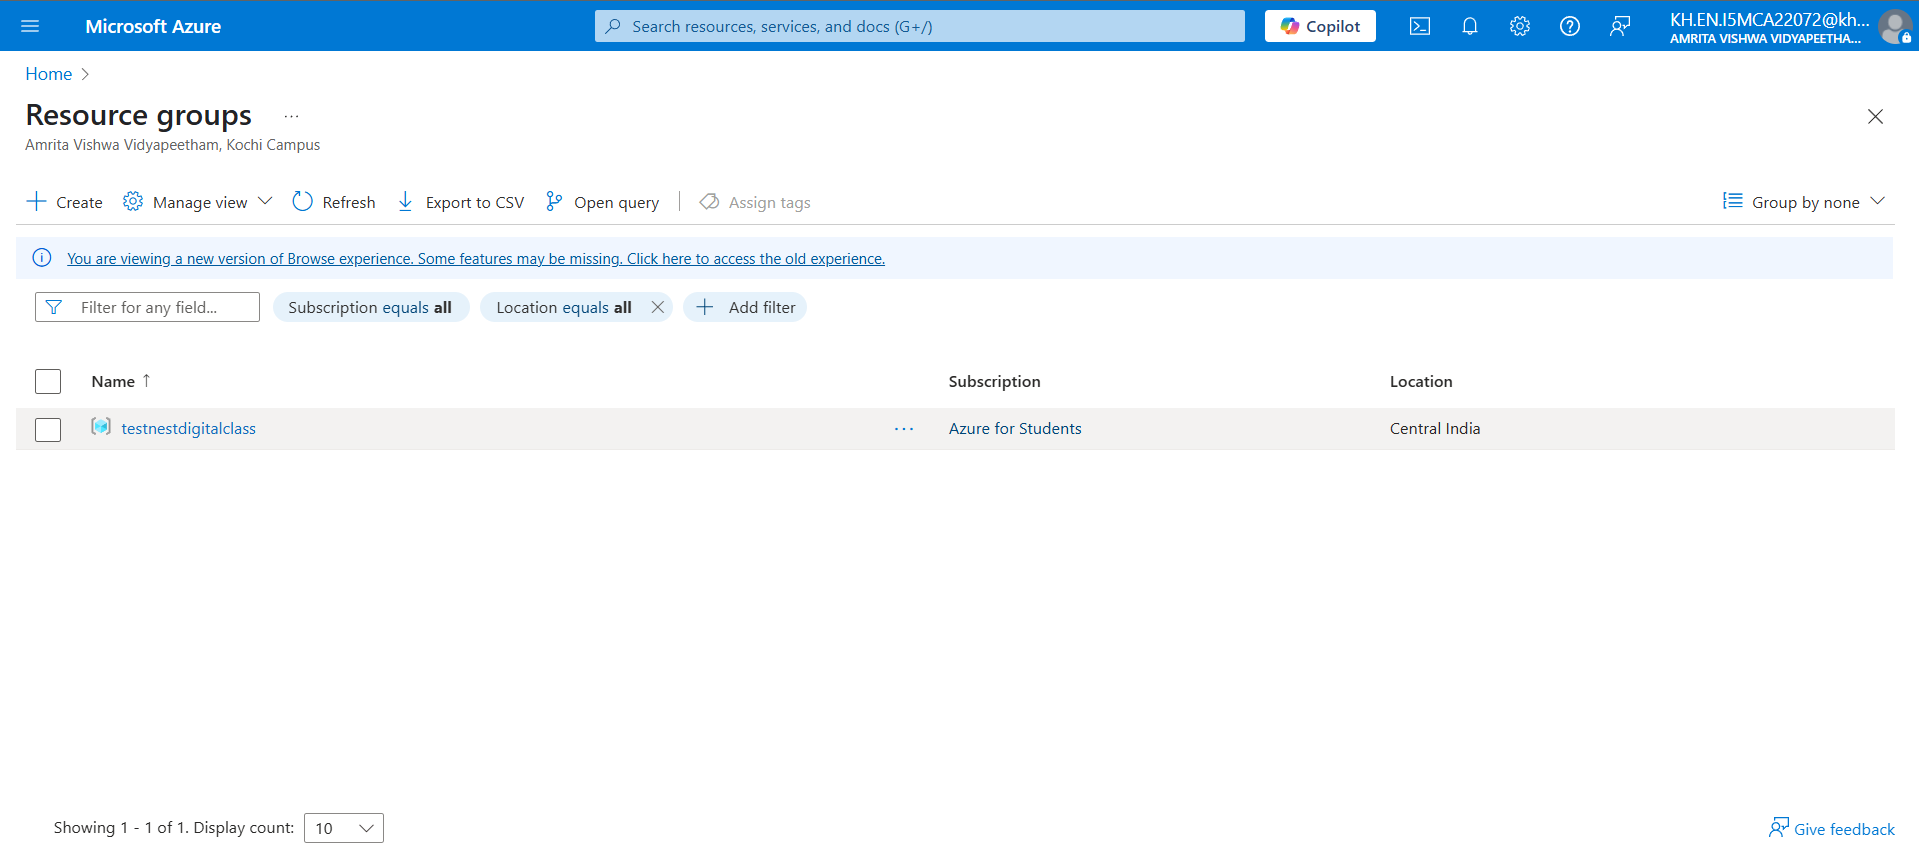 Microsoft Azure
Search resources, services, and docs (G+/)
Copilot
KH.EN.I5MCA22072@kh...
AMRITA VISHWA VIDYAPEETHA...
Home
Resource groups ...
Amrita Vishwa Vidyapeetham, Kochi Campus
Create Manage view Refresh Export to CSV Open query Assign tags Group by none
You are viewing a new version of Browse experience. Some features may be missing. Click here to access the old experience.
Filter for any field... Subscription equals all Location equals all Add filter
Name ↑ Subscription Location
testnestdigitalclass ... Azure for Students Central India
Showing 1 - 1 of 1. Display count: 10
Give feedback